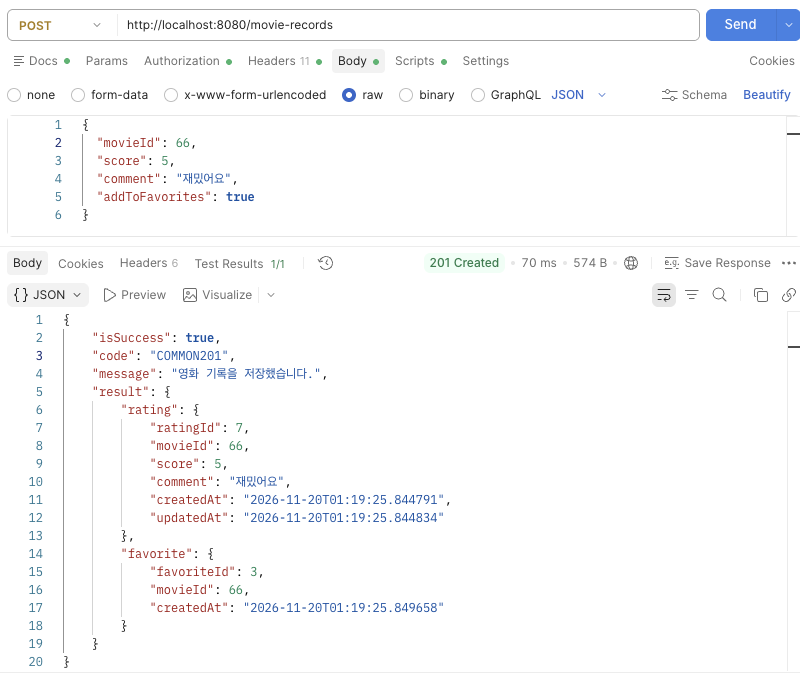 POST http://localhost:8080/movie-records Send
Docs Params Authorization Headers 11 Body Scripts Settings Cookies
none form-data x-www-form-urlencoded raw binary GraphQL JSON Schema Beautify
1 {
2 "movieId": 66,
3 "score": 5,
4 "comment": "재밌어요",
5 "addToFavorites": true
6 }
Body Cookies Headers 6 Test Results 1/1 201 Created • 70 ms • 574 B e.g. Save Response
{} JSON Preview Visualize
1 {
2 "isSuccess": true,
3 "code": "COMMON201",
4 "message": "영화 기록을 저장했습니다.",
5 "result": {
6 "rating": {
7 "ratingId": 7,
8 "movieId": 66,
9 "score": 5,
10 "comment": "재밌어요",
11 "createdAt": "2026-11-20T01:19:25.844791",
12 "updatedAt": "2026-11-20T01:19:25.844834"
13 },
14 "favorite": {
15 "favoriteId": 3,
16 "movieId": 66,
17 "createdAt": "2026-11-20T01:19:25.849658"
18 }
19 }
20 }